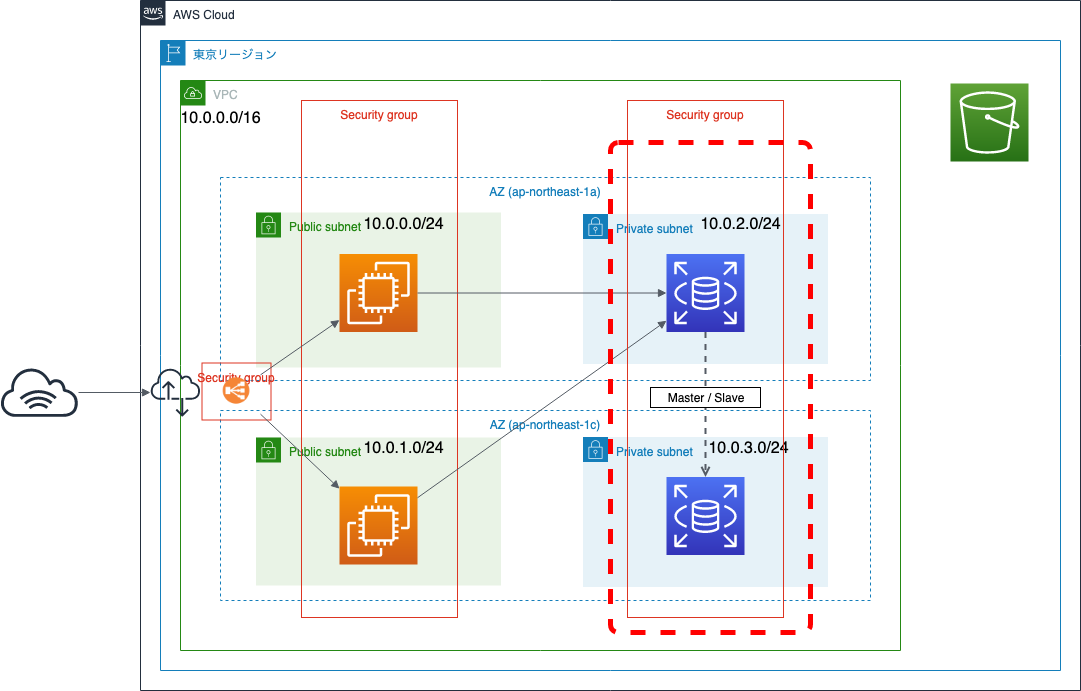 aws
AWS Cloud
東京リージョン
VPC
10.0.0.0/16
Security group
Security group
AZ (ap-northeast-1a)
Public subnet 10.0.0.0/24
Private subnet 10.0.2.0/24
Security group
Master / Slave
AZ (ap-northeast-1c)
Public subnet 10.0.1.0/24
Private subnet 10.0.3.0/24